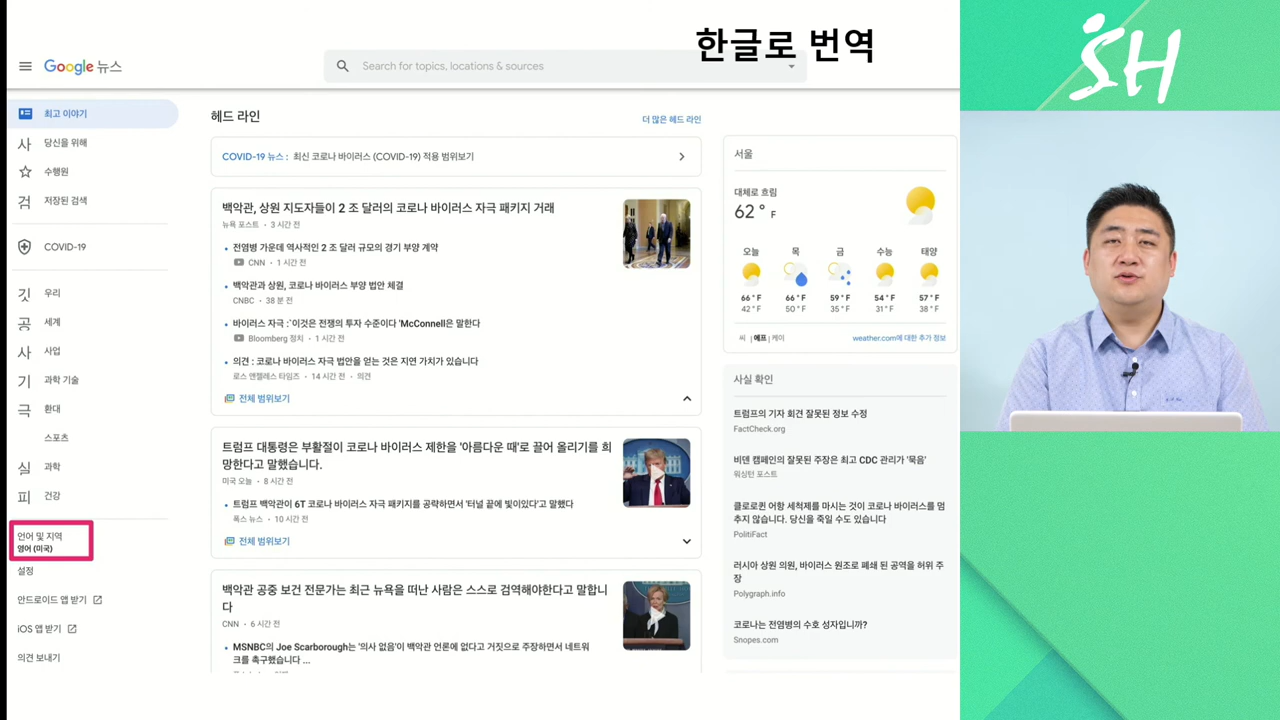 한글로 번역
SH
Google 뉴스
Search for topics, locations & sources
최고 이야기
사 당신을 위해
수행원
검 저장된 검색
COVID-19
깃 우리
공 세계
사 사업
기 과학 기술
극 환대
스포츠
실 과학
피 건강
언어 및 지역
영어 (미국)
설정
안드로이드 앱 받기
iOS 앱 받기
의견 보내기
헤드 라인
더 많은 헤드 라인
COVID-19 뉴스 : 최신 코로나 바이러스 (COVID-19) 적용 범위보기
백악관, 상원 지도자들이 2 조 달러의 코로나 바이러스 자극 패키지 거래
뉴욕 포스트 • 3 시간 전
• 전염병 가운데 역사적인 2 조 달러 규모의 경기 부양 계약
CNN • 1 시간 전
• 백악관과 상원, 코로나 바이러스 부양 법안 체결
CNBC • 38 분 전
• 바이러스 자극 :`이것은 전쟁의 투자 수준이다 'McConnell은 말한다
Bloomberg 정치 • 1 시간 전
• 의견 : 코로나 바이러스 자극 법안을 얻는 것은 지연 가치가 있습니다
로스 앤젤레스 타임즈 • 14 시간 전 • 의견
전체 범위보기
트럼프 대통령은 부활절이 코로나 바이러스 제한을 '아름다운 때'로 끌어 올리기를 희
망한다고 말했습니다.
미국 오늘 • 8 시간 전
• 트럼프 백악관이 6T 코로나 바이러스 자극 패키지를 공략하면서 '터널 끝에 빛이있다'고 말했다
폭스 뉴스 • 10 시간 전
전체 범위보기
백악관 공중 보건 전문가는 최근 뉴욕을 떠난 사람은 스스로 검역해야한다고 말합니
다
CNN • 6 시간 전
• MSNBC의 Joe Scarborough는 '의사 없음'이 백악관 언론에 없다고 거짓으로 주장하면서 네트워
크를 촉구했습니다 ...
서울
대체로 흐림
62 ° F
오늘 목 금 수능 태양
66 ° F 66 ° F 59 ° F 54 ° F 57 ° F
42 ° F 50 ° F 35 ° F 31 ° F 38 ° F
씨 | 에프 | 케이
weather.com에 대한 추가 정보
사실 확인
트럼프의 기자 회견 잘못된 정보 수정
FactCheck.org
비덴 캠페인의 잘못된 주장은 최고 CDC 관리가 '묵음'
워싱턴 포스트
클로로퀸 어항 세척제를 마시는 것이 코로나 바이러스를 멈
추지 않습니다. 당신을 죽일 수도 있습니다
PolitiFact
러시아 상원 의원, 바이러스 원조로 폐쇄 된 공역을 허위 주
장
Polygraph.info
코로나는 전염병의 수호 성자입니까?
Snopes.com